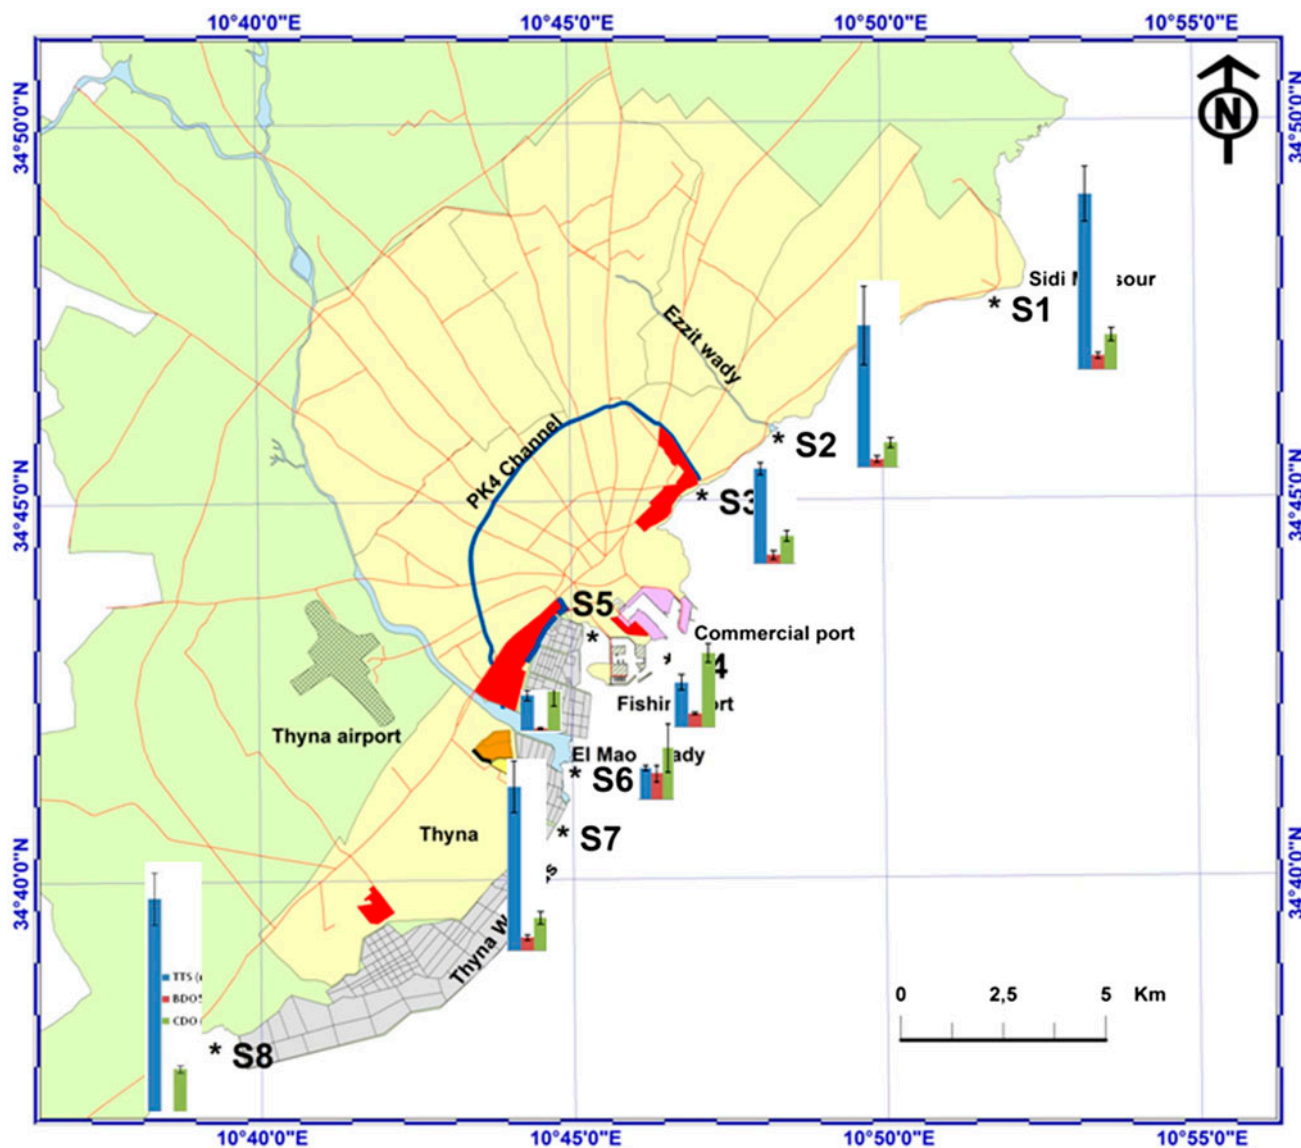 10°40'0"E 10°45'0"E 10°50'0"E 10°55'0"E
34°50'0"N
34°50'0"N
N
Sidi M sour
* S1
Ezzit wady
PK4 Channel
* S2
* S3
34°45'0"N
34°45'0"N
S5
*
Commercial port
* 4
Fishin ort
Thyna airport
El Mao ady
* S6
Thyna
* S7
34°40'0"N
34°40'0"N
Thyna W s
TTS (
BDO5
CDO (
0 2,5 5 Km
* S8
10°40'0"E 10°45'0"E 10°50'0"E 10°55'0"E